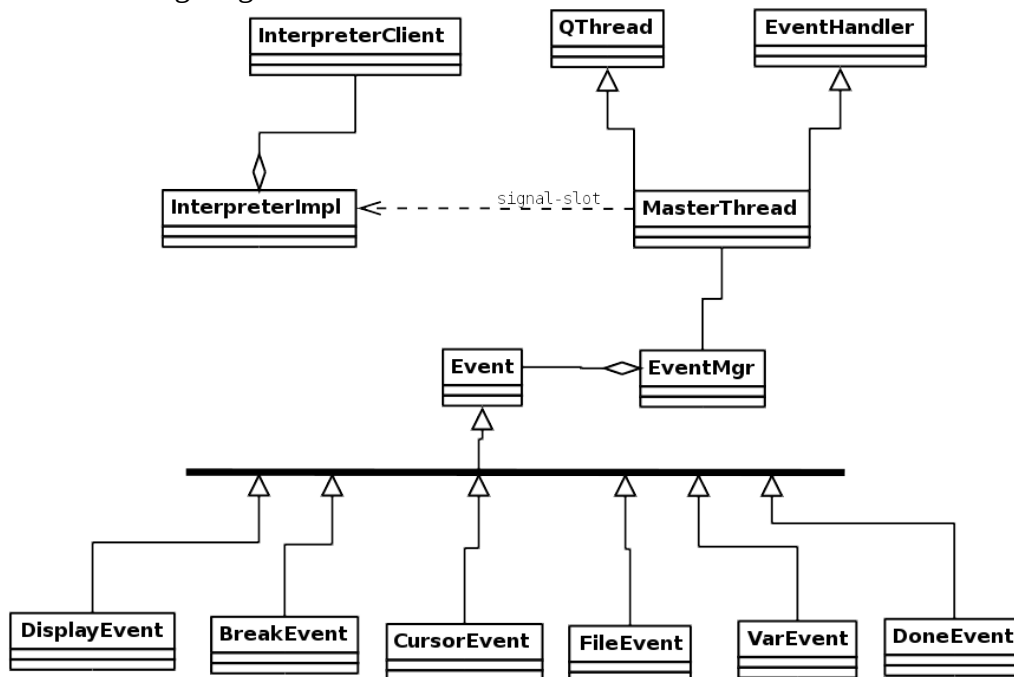 InterpreterClient
QThread
EventHandler
InterpreterImpl
signal-slot
MasterThread
Event
EventMgr
DisplayEvent
BreakEvent
CursorEvent
FileEvent
VarEvent
DoneEvent